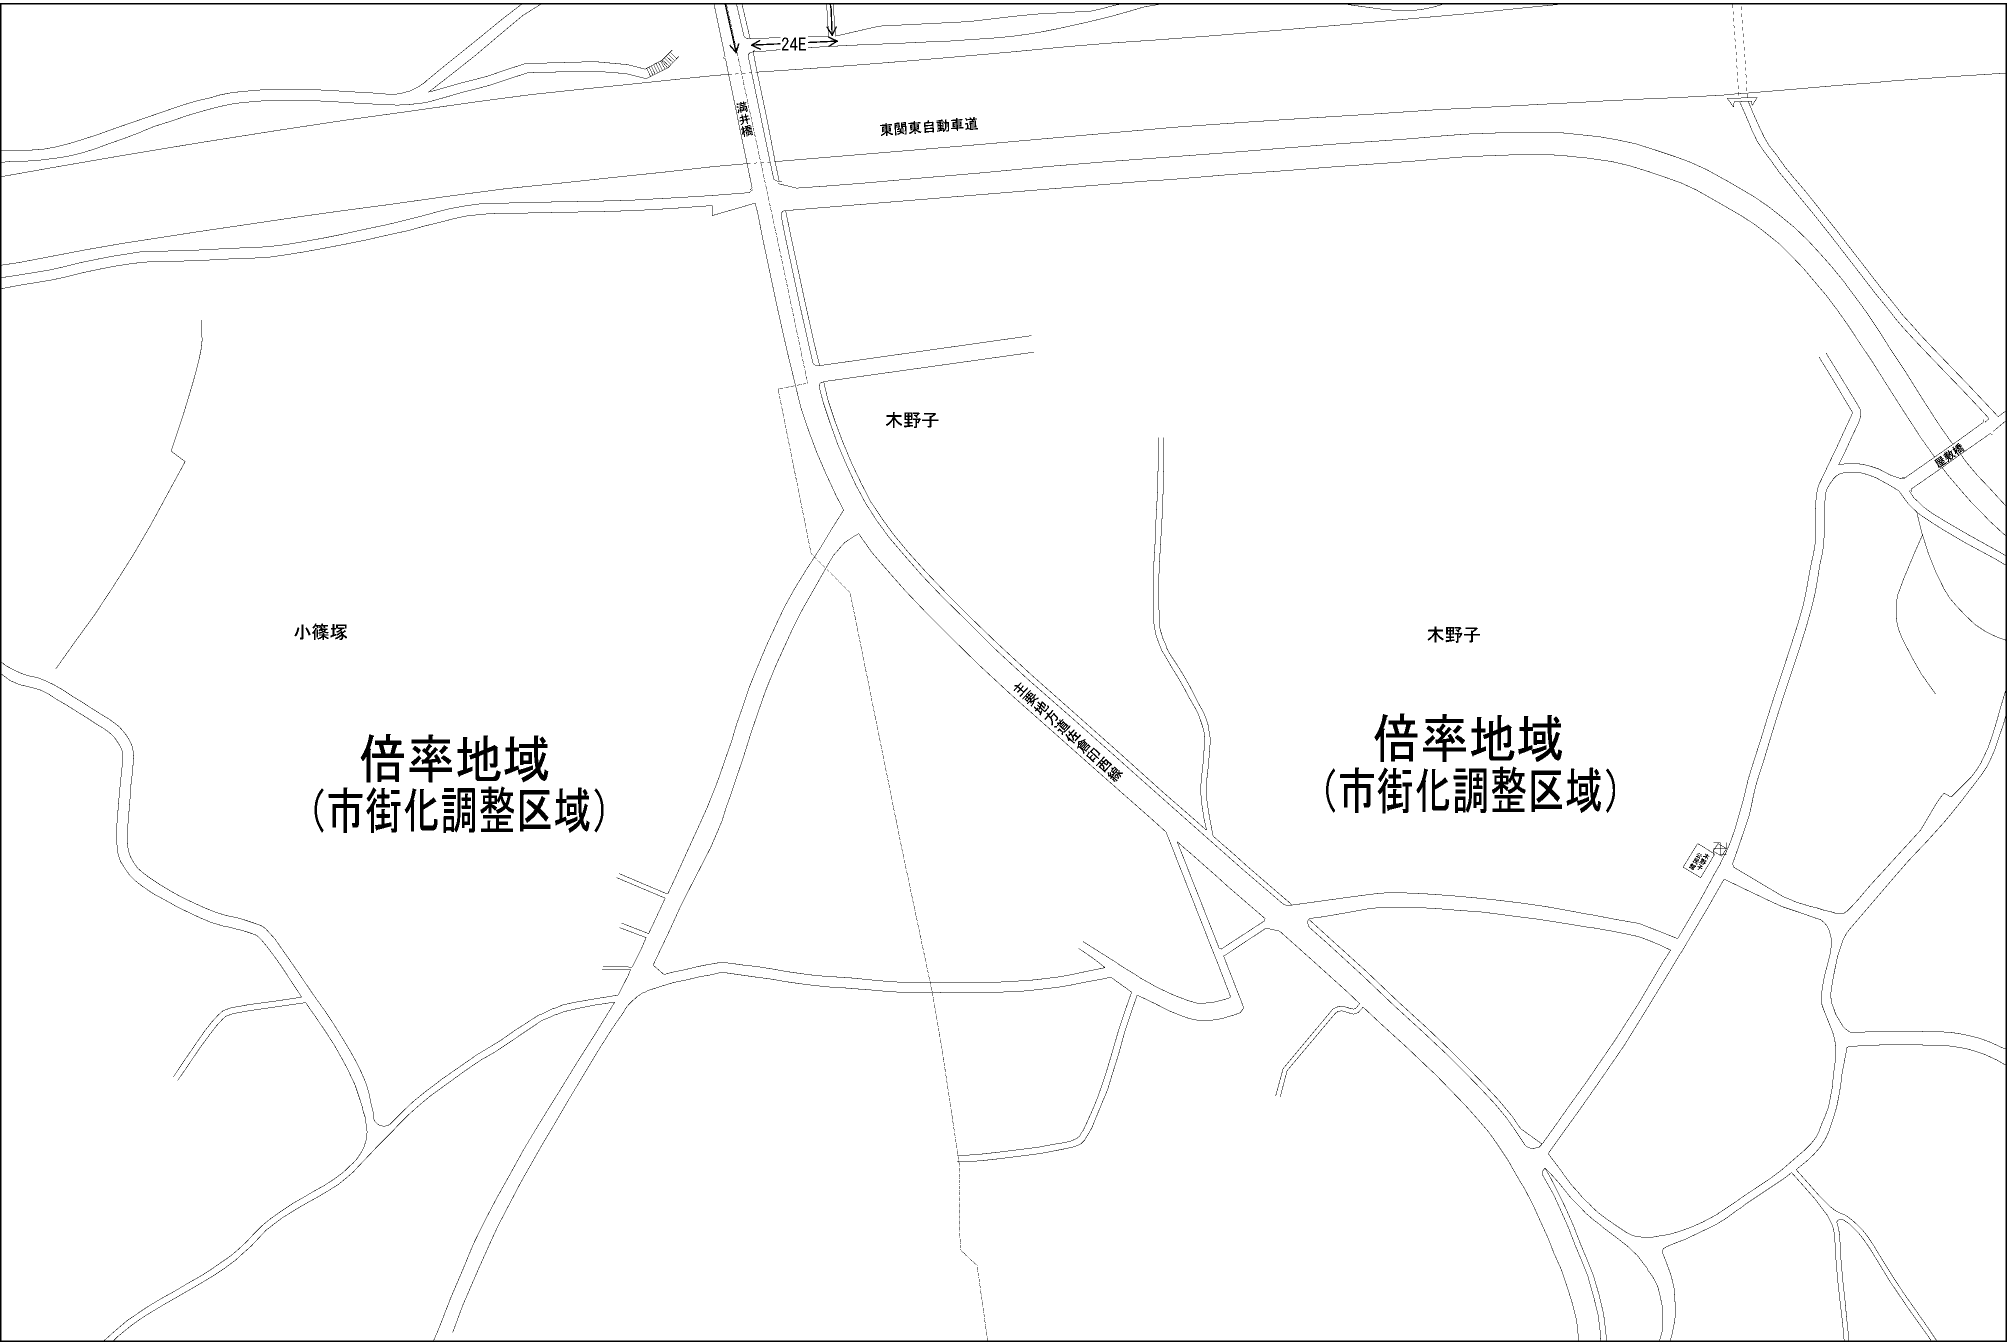 24E
満井橋
東関東自動車道
木野子
屋敷橋
小篠塚
木野子
主要地方道佐倉印西線
倍率地域
(市街化調整区域)
倍率地域
(市街化調整区域)